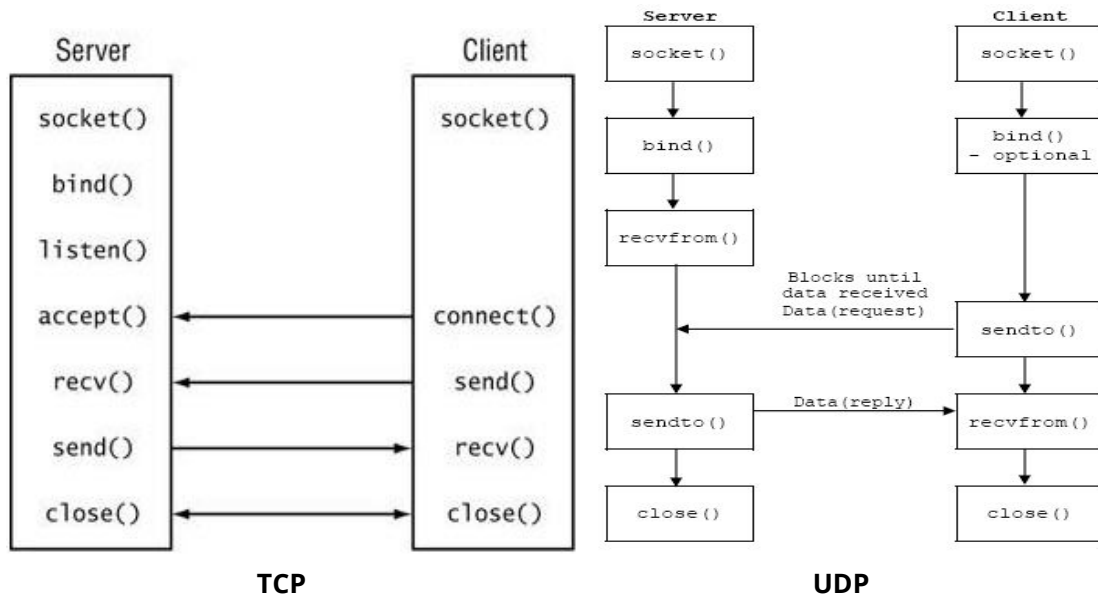 Server
Client
socket()
socket()
bind()
listen()
accept()
connect()
recv()
send()
send()
recv()
close()
close()
TCP
Server
Client
socket()
socket()
bind()
bind()
- optional
recvfrom()
Blocks until
data received
Data(request)
sendto()
sendto()
Data(reply)
recvfrom()
close()
close()
UDP